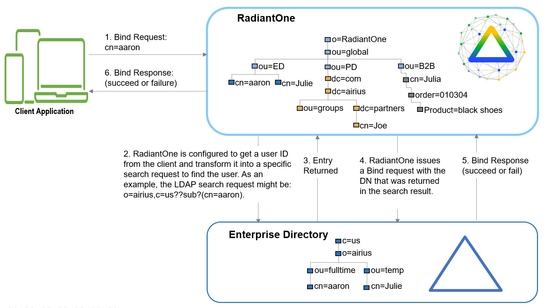 RadiantOne
1. Bind Request:
cn=aaron
6. Bind Response:
(succeed or failure)
Client Application
o=RadiantOne
ou=global
ou=ED
ou=PD
ou=B2B
cn=aaron
cn=Julie
dc=com
dc=airius
ou=groups
dc=partners
cn=Joe
cn=Julia
order=010304
Product=black shoes
2. RadiantOne is configured to get a user ID
from the client and transform it into a specific
search request to find the user. As an
example, the LDAP search request might be:
o=airius,c=us??sub?(cn=aaron).
3. Entry
Returned
4. RadiantOne issues
a Bind request with the
DN that was returned
in the search result.
5. Bind Response
(succeed or fail)
Enterprise Directory
c=us
o=airius
ou=fulltime
ou=temp
cn=aaron
cn=Julie